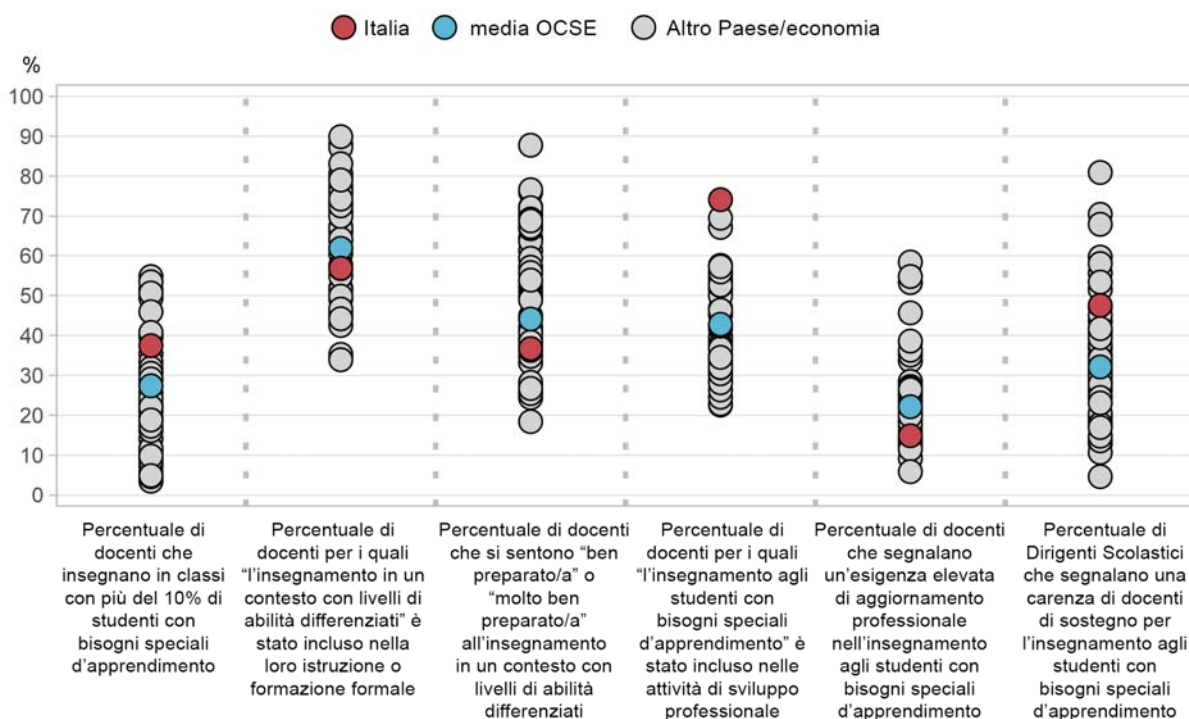 Italia media OCSE Altro Paese/economia
%
100
90
80
70
60
50
40
30
20
10
0
Percentuale di
docenti che
insegnano in classi
con più del 10% di
studenti con
bisogni speciali
d’apprendimento
Percentuale di
docenti per i quali
“l’insegnamento in un
contesto con livelli di
abilità differenziati” è
stato incluso nella
loro istruzione o
formazione formale
Percentuale di docenti
che si sentono “ben
preparato/a” o
“molto ben
preparato/a”
all’insegnamento
in un contesto con
livelli di abilità
differenziati
Percentuale di
docenti per i quali
“l’insegnamento agli
studenti con
bisogni speciali
d’apprendimento” è
stato incluso nelle
attività di sviluppo
professionale
Percentuale di docenti
che segnalano
un’esigenza elevata
di aggiornamento
professionale
nell’insegnamento
agli studenti con
bisogni speciali
d’apprendimento
Percentuale di
Dirigenti Scolastici
che segnalano una
carenza di docenti
di sostegno per
l’insegnamento agli
studenti con
bisogni speciali
d’apprendimento